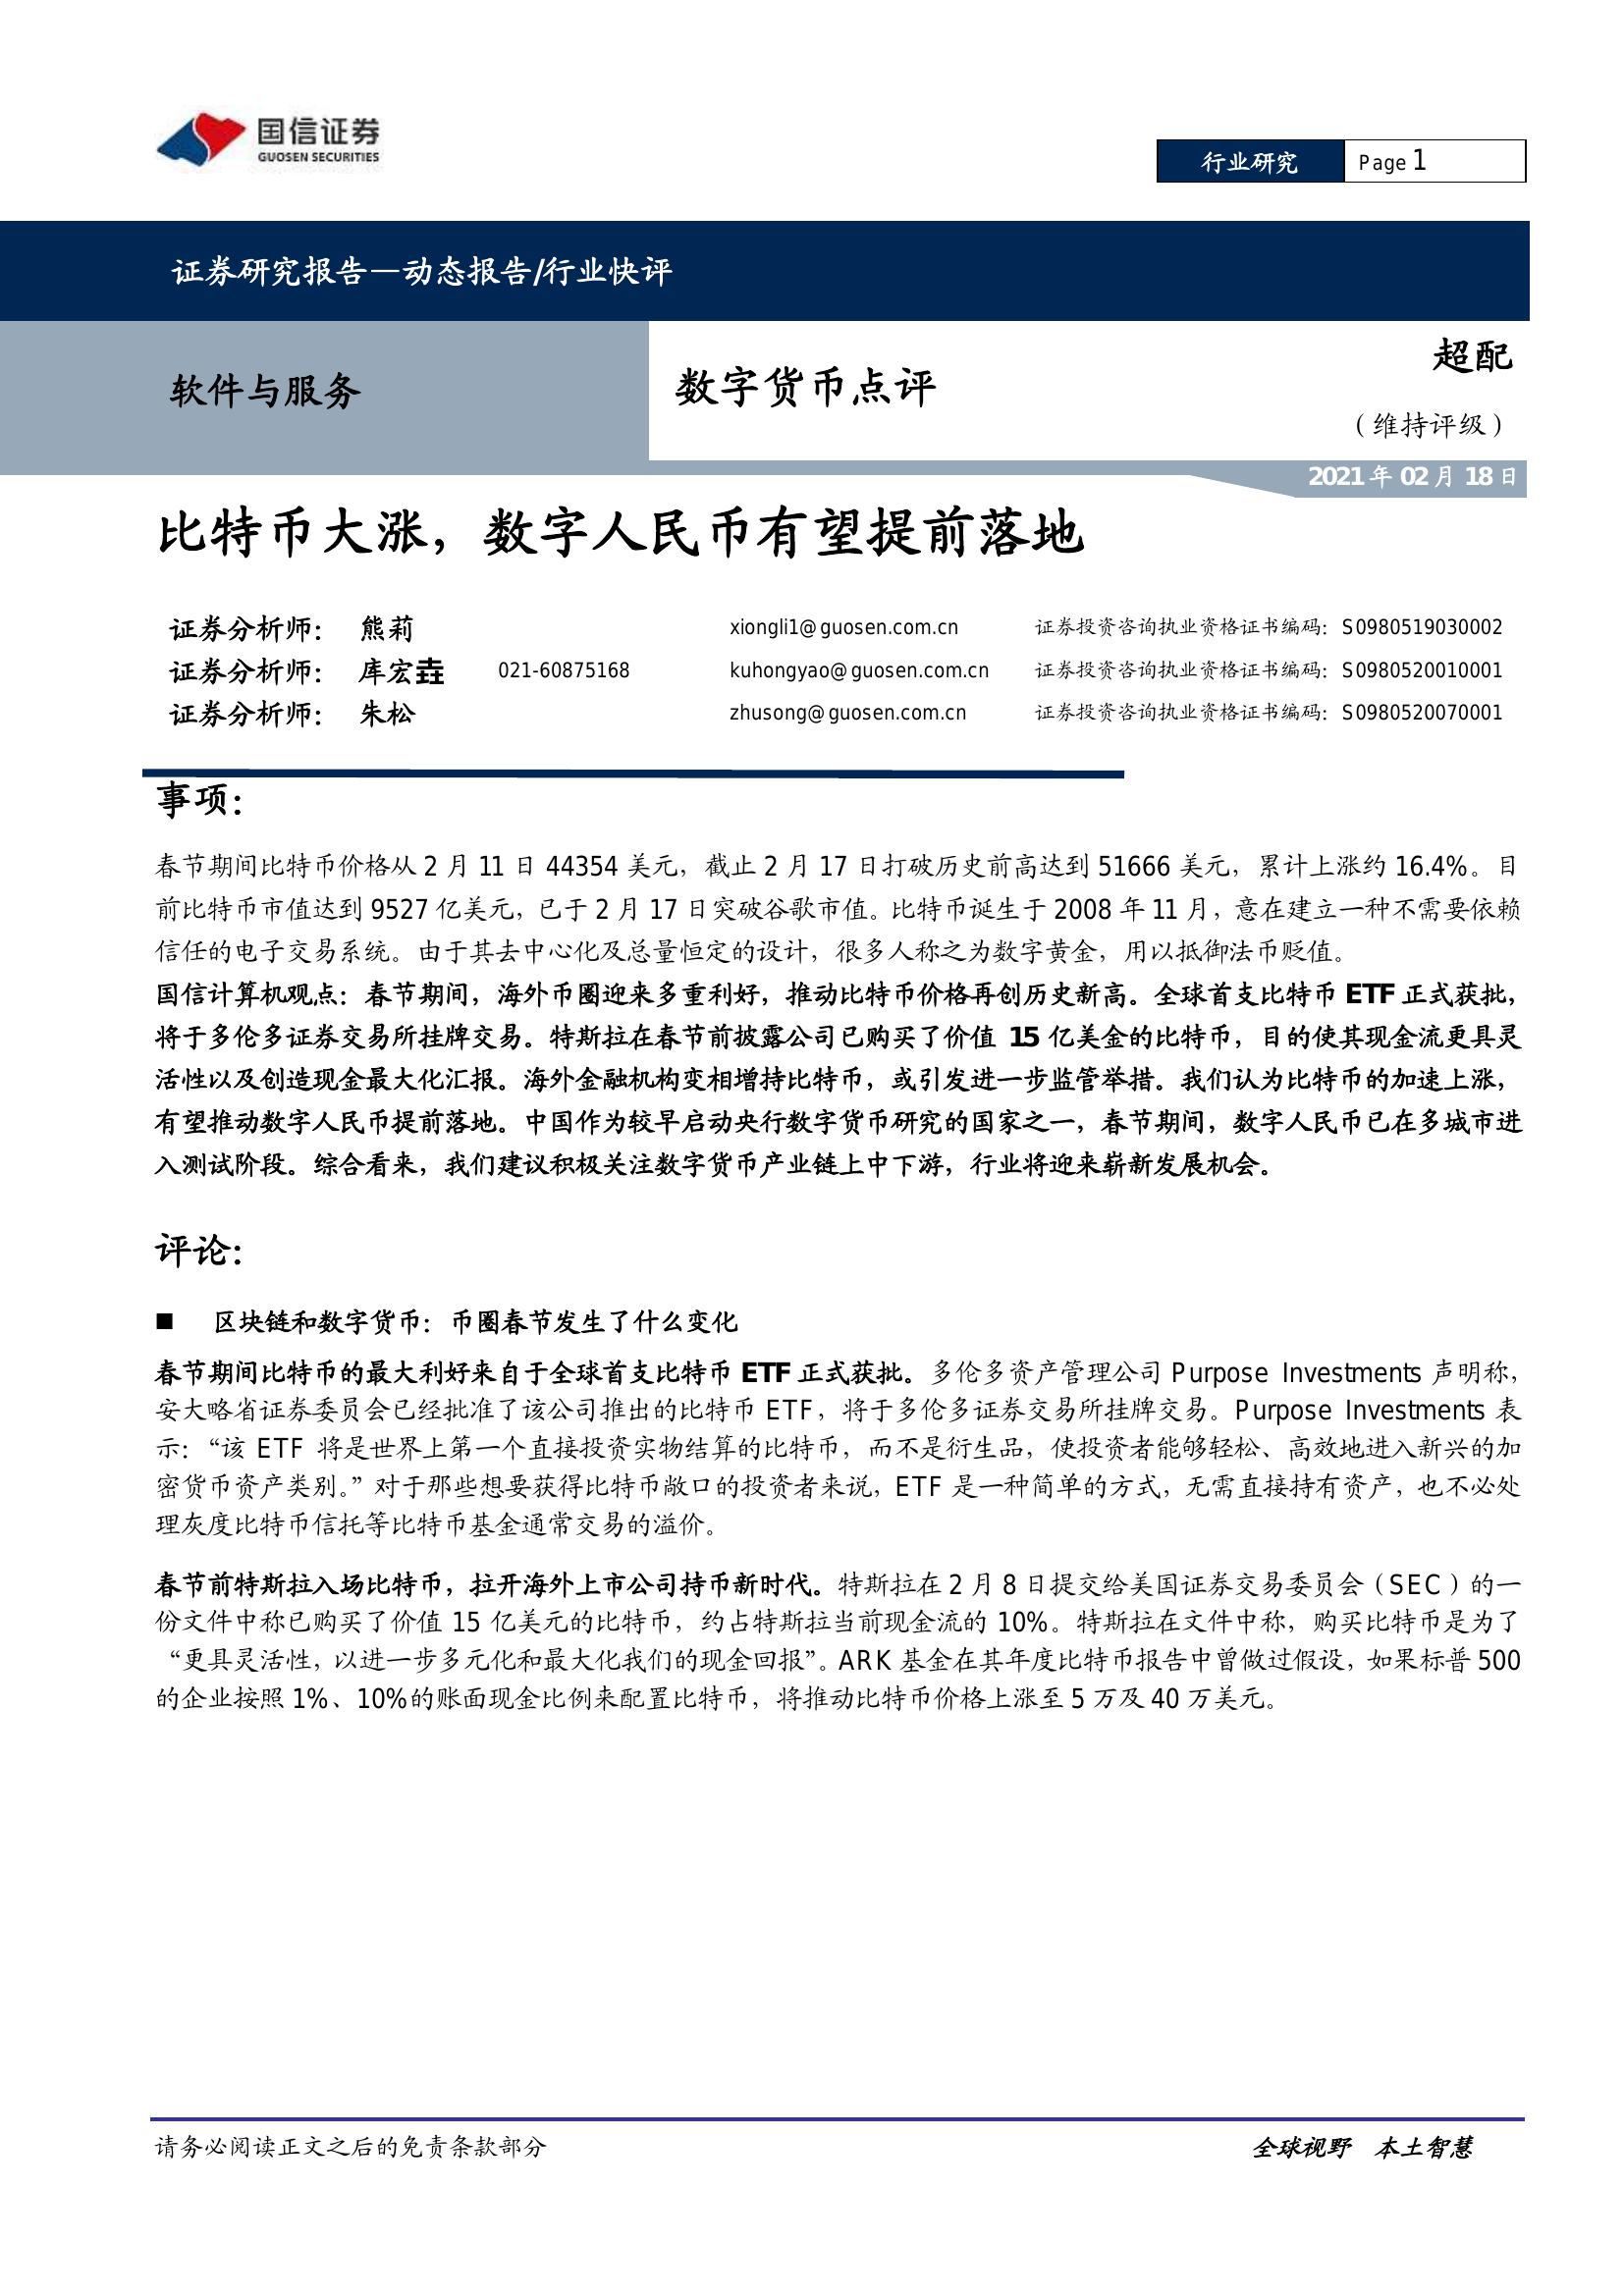 国信证券
GUOSEN SECURITIES
行业研究 Page 1
证券研究报告—动态报告/行业快评
软件与服务
数字货币点评
超配
（维持评级）
2021 年 02 月 18 日
比特币大涨，数字人民币有望提前落地
证券分析师： 熊莉 xiongli1@guosen.com.cn 证券投资咨询执业资格证书编码：S0980519030002
证券分析师： 库宏垚 021-60875168 kuhongyao@guosen.com.cn 证券投资咨询执业资格证书编码：S0980520010001
证券分析师： 朱松 zhusong@guosen.com.cn 证券投资咨询执业资格证书编码：S0980520070001
事项：
春节期间比特币价格从 2 月 11 日 44354 美元，截止 2 月 17 日打破历史前高达到 51666 美元，累计上涨约 16.4%。目
前比特币市值达到 9527 亿美元，已于 2 月 17 日突破谷歌市值。比特币诞生于 2008 年 11 月，意在建立一种不需要依赖
信任的电子交易系统。由于其去中心化及总量恒定的设计，很多人称之为数字黄金，用以抵御法币贬值。
国信计算机观点：春节期间，海外币圈迎来多重利好，推动比特币价格再创历史新高。全球首支比特币 ETF 正式获批，
将于多伦多证券交易所挂牌交易。特斯拉在春节前披露公司已购买了价值 15 亿美金的比特币，目的使其现金流更具灵
活性以及创造现金最大化汇报。海外金融机构变相增持比特币，或引发进一步监管举措。我们认为比特币的加速上涨，
有望推动数字人民币提前落地。中国作为较早启动央行数字货币研究的国家之一，春节期间，数字人民币已在多城市进
入测试阶段。综合看来，我们建议积极关注数字货币产业链上中下游，行业将迎来崭新发展机会。
评论：
■ 区块链和数字货币：币圈春节发生了什么变化
春节期间比特币的最大利好来自于全球首支比特币 ETF 正式获批。多伦多资产管理公司 Purpose Investments 声明称，
安大略省证券委员会已经批准了该公司推出的比特币 ETF，将于多伦多证券交易所挂牌交易。Purpose Investments 表
示：“该 ETF 将是世界上第一个直接投资实物结算的比特币，而不是衍生品，使投资者能够轻松、高效地进入新兴的加
密货币资产类别。”对于那些想要获得比特币敞口的投资者来说，ETF 是一种简单的方式，无需直接持有资产，也不必处
理灰度比特币信托等比特币基金通常交易的溢价。
春节前特斯拉入场比特币，拉开海外上市公司持币新时代。特斯拉在 2 月 8 日提交给美国证券交易委员会（SEC）的一
份文件中称已购买了价值 15 亿美元的比特币，约占特斯拉当前现金流的 10%。特斯拉在文件中称，购买比特币是为了
“更具灵活性，以进一步多元化和最大化我们的现金回报”。ARK 基金在其年度比特币报告中曾做过假设，如果标普 500
的企业按照 1%、10%的账面现金比例来配置比特币，将推动比特币价格上涨至 5 万及 40 万美元。
请务必阅读正文之后的免责条款部分 全球视野 本土智慧